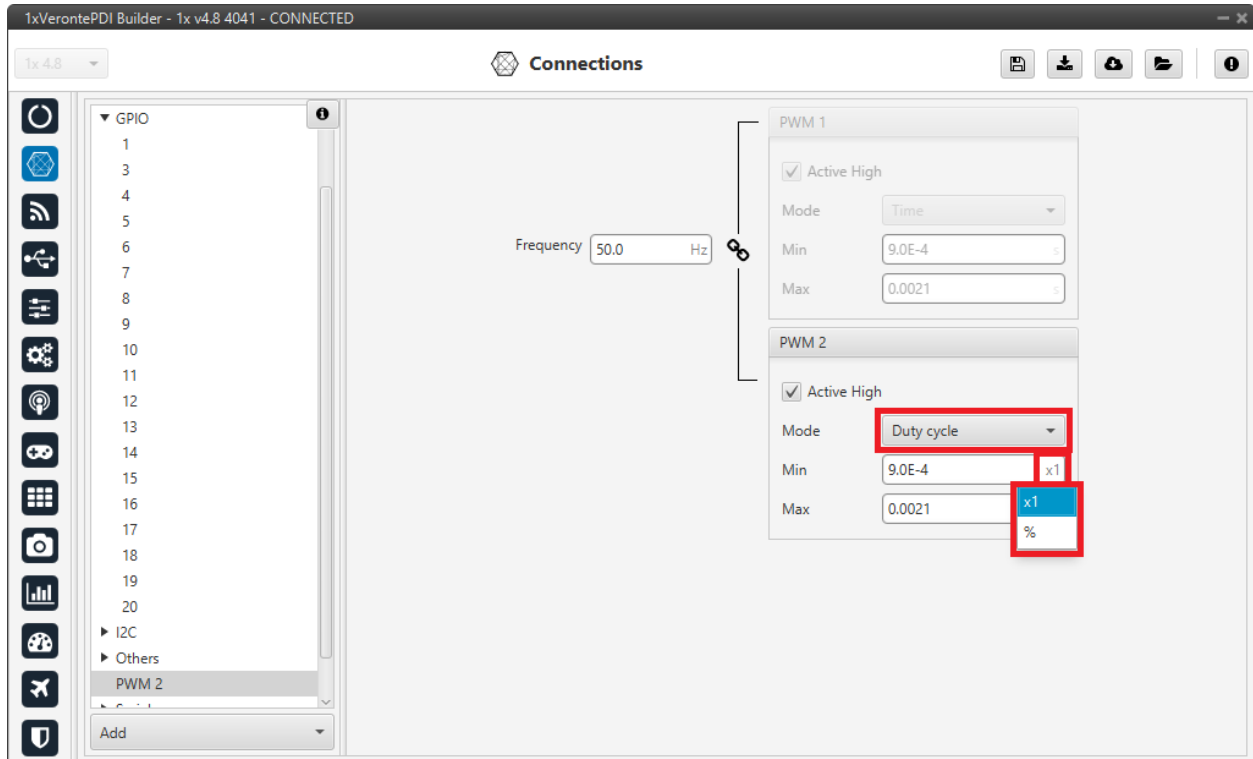 1xVerontePDI Builder - 1x v4.8 4041 - CONNECTED
1x 4.8
Connections
GPIO
1
3
4
5
6
7
8
9
10
11
12
13
14
15
16
17
18
19
20
I2C
Others
PWM 2
Add
Frequency 50.0 Hz
PWM 1
Active High
Mode Time
Min 9.0E-4 s
Max 0.0021 s
PWM 2
Active High
Mode Duty cycle
Min 9.0E-4 x1
Max 0.0021
x1
%